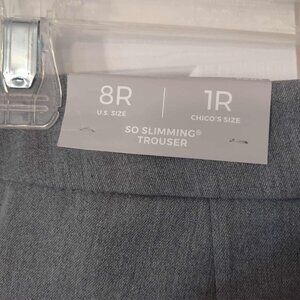 8R 1R
U.S. SIZE CHICO'S SIZE
SO SLIMMING®
TROUSER